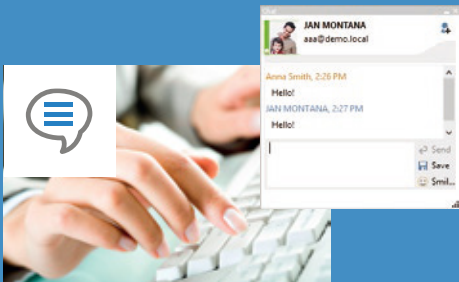 Chat
JAN MONTANA
aaa@demo.local
Anna Smith, 2:26 PM
Hello!
JAN MONTANA, 2:27 PM
Hello!
Send
Save
Smil...